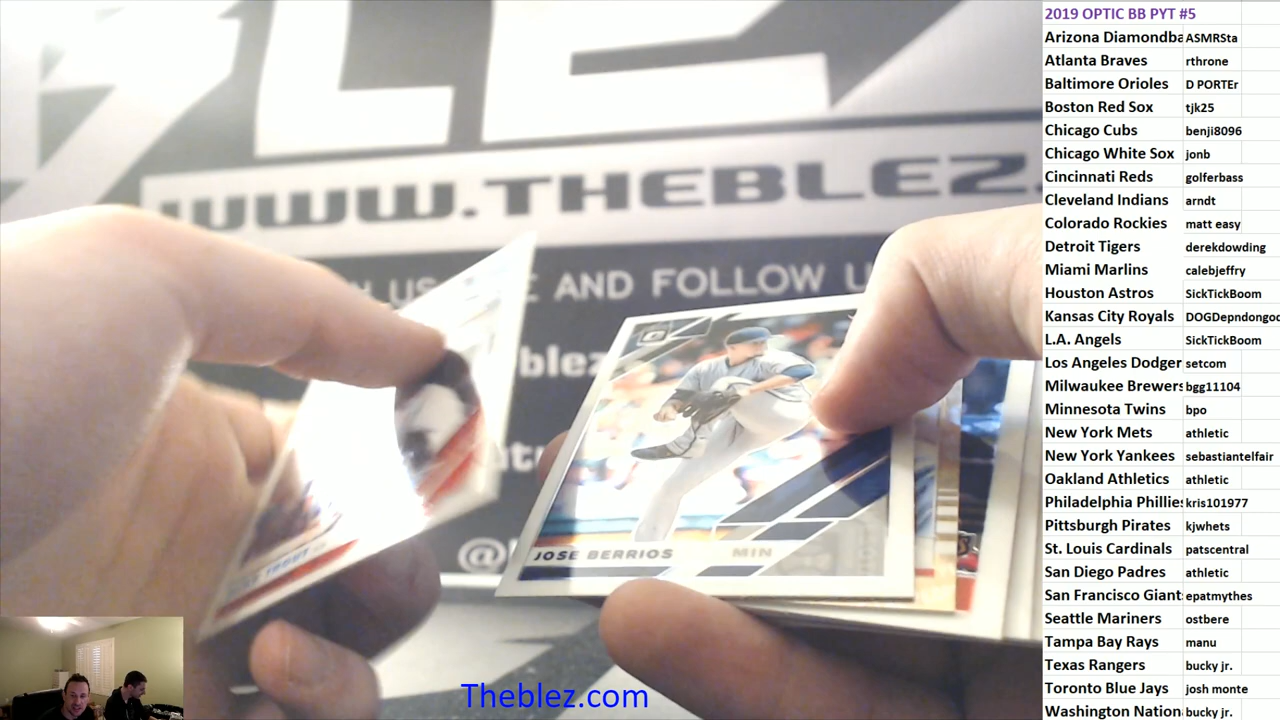 BLE
WWW.THEBLEZ.
N US
E AND FOLLOW U
blez
JOSE BERRIOS MIN
TROUT
Theblez.com
2019 OPTIC BB PYT #5
Arizona Diamondba ASMRSta
Atlanta Braves rthrone
Baltimore Orioles D PORTEr
Boston Red Sox tjk25
Chicago Cubs benji8096
Chicago White Sox jonb
Cincinnati Reds golferbass
Cleveland Indians arndt
Colorado Rockies matt easy
Detroit Tigers derekdowding
Miami Marlins calebjeffry
Houston Astros SickTickBoom
Kansas City Royals DOGDepndongod
L.A. Angels SickTickBoom
Los Angeles Dodger setcom
Milwaukee Brewers bgg11104
Minnesota Twins bpo
New York Mets athletic
New York Yankees sebastiantelfair
Oakland Athletics athletic
Philadelphia Phillie kris101977
Pittsburgh Pirates kjwhets
St. Louis Cardinals patscentral
San Diego Padres athletic
San Francisco Giant epatmythes
Seattle Mariners ostbere
Tampa Bay Rays manu
Texas Rangers bucky jr.
Toronto Blue Jays josh monte
Washington Nation bucky jr.